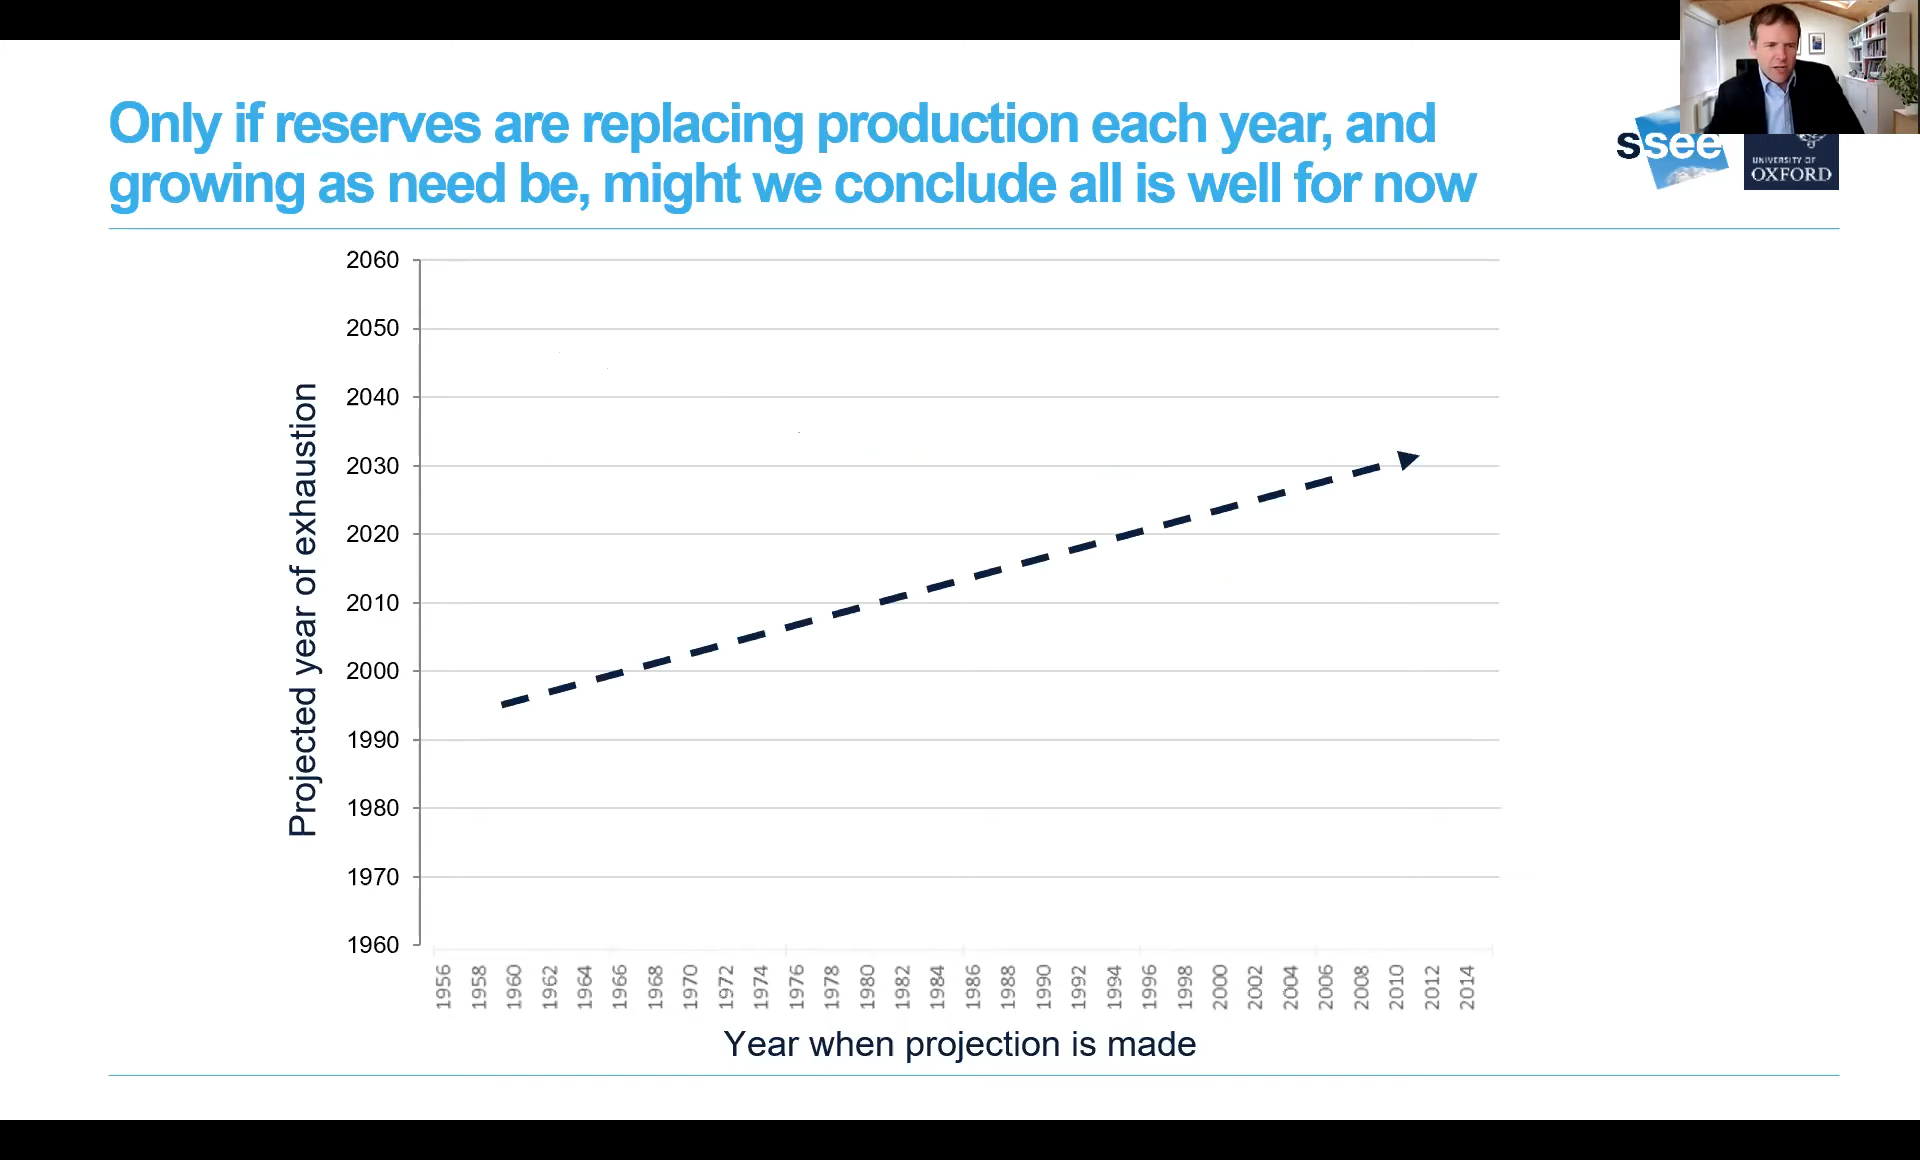 Only if reserves are replacing production each year, and
growing as need be, might we conclude all is well for now
ssee
UNIVERSITY OF
OXFORD
Projected year of exhaustion
2060
2050
2040
2030
2020
2010
2000
1990
1980
1970
1960
1956 1958 1960 1962 1964 1966 1968 1970 1972 1974 1976 1978 1980 1982 1984 1986 1988 1990 1992 1994 1996 1998 2000 2002 2004 2006 2008 2010 2012 2014
Year when projection is made